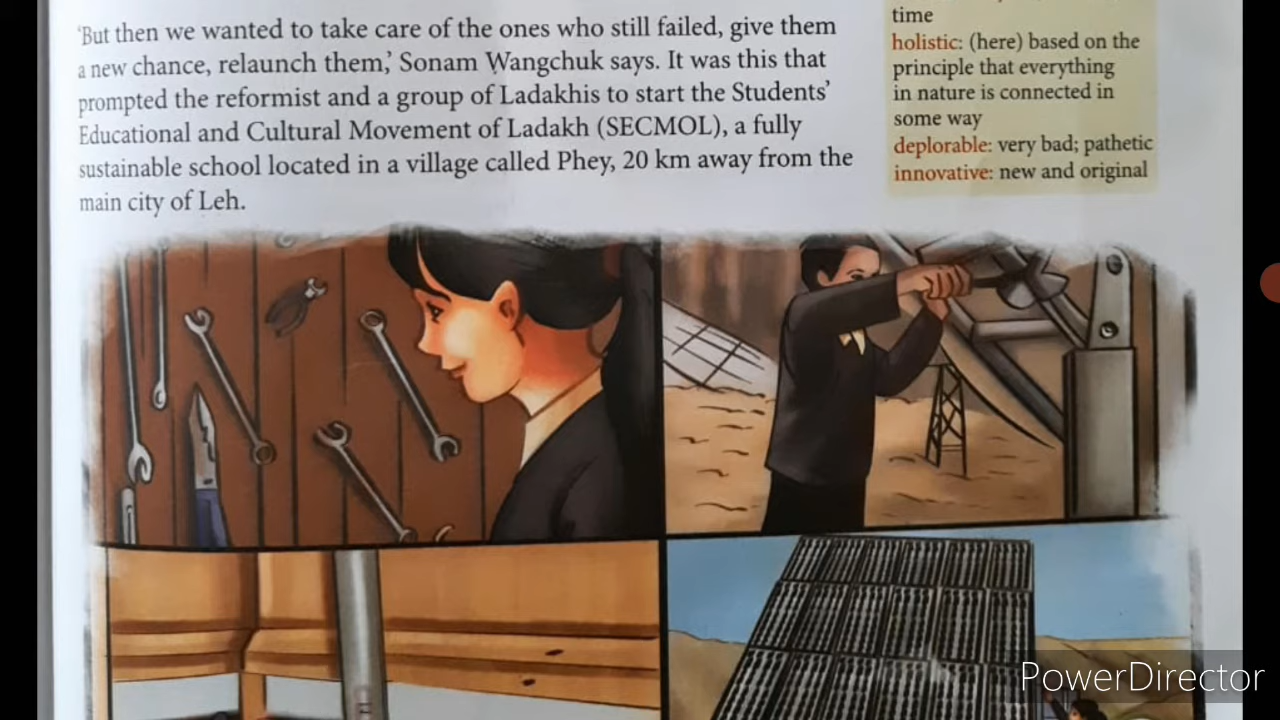 ‘But then we wanted to take care of the ones who still failed, give them
a new chance, relaunch them,’ Sonam Wangchuk says. It was this that
prompted the reformist and a group of Ladakhis to start the Students’
Educational and Cultural Movement of Ladakh (SECMOL), a fully
sustainable school located in a village called Phey, 20 km away from the
main city of Leh.
time
holistic: (here) based on the
principle that everything
in nature is connected in
some way
deplorable: very bad; pathetic
innovative: new and original
PowerDirector